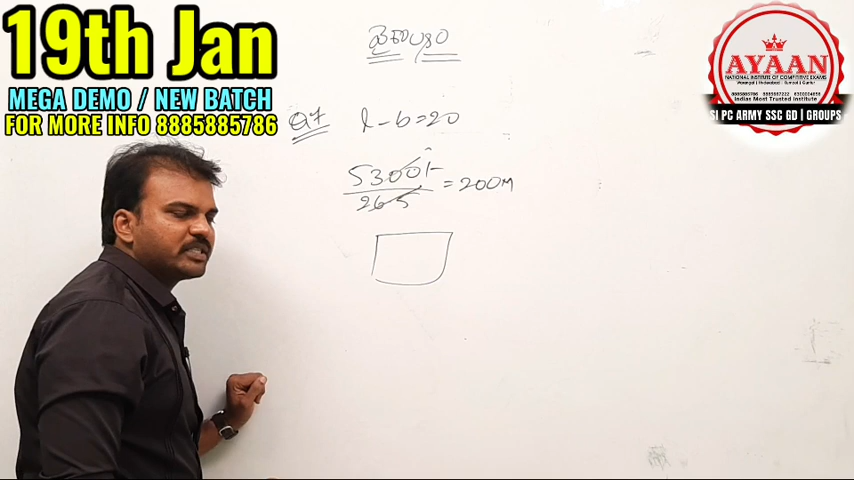 19th Jan
MEGA DEMO / NEW BATCH
FOR MORE INFO 8885885786
AYAAN
NATIONAL INSTITUTE OF COMPETITIVE EXAMS
Indias Most Trusted Institute
SI PC ARMY SSC GD | GROUPS
Q7 l - b = 20
5300/-
265
= 200M